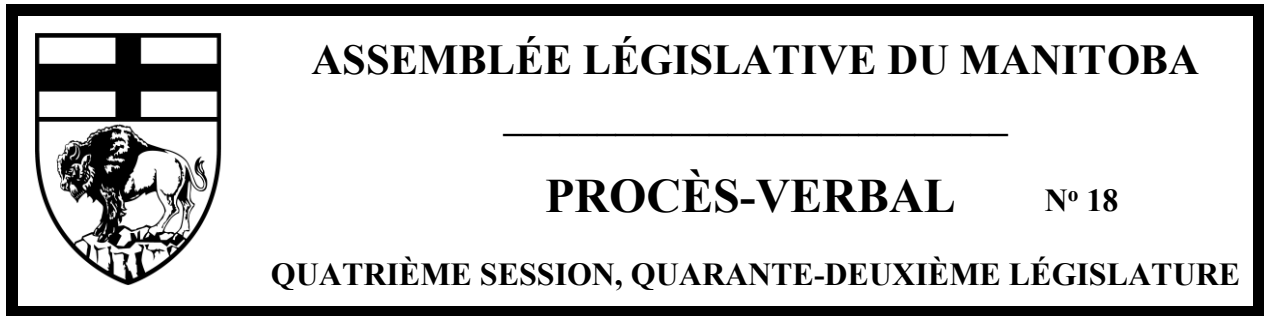 ASSEMBLÉE LÉGISLATIVE DU MANITOBA
PROCÈS-VERBAL Nº 18
QUATRIÈME SESSION, QUARANTE-DEUXIÈME LÉGISLATURE